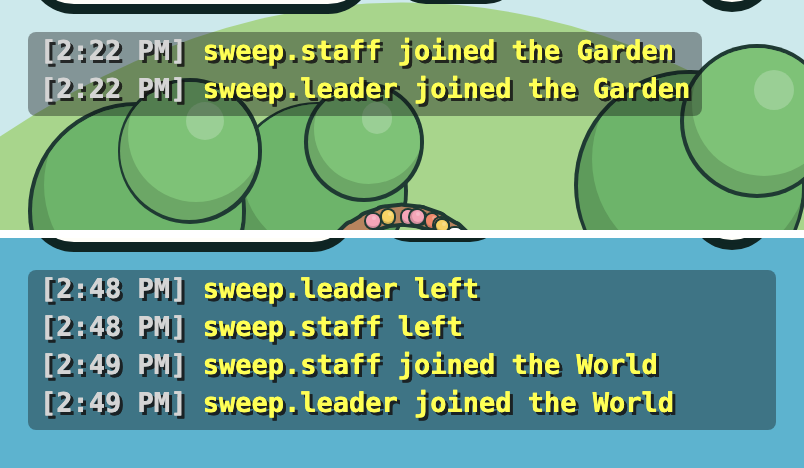 [2:22 PM] sweep.staff joined the Garden
[2:22 PM] sweep.leader joined the Garden
[2:48 PM] sweep.leader left
[2:48 PM] sweep.staff left
[2:49 PM] sweep.staff joined the World
[2:49 PM] sweep.leader joined the World